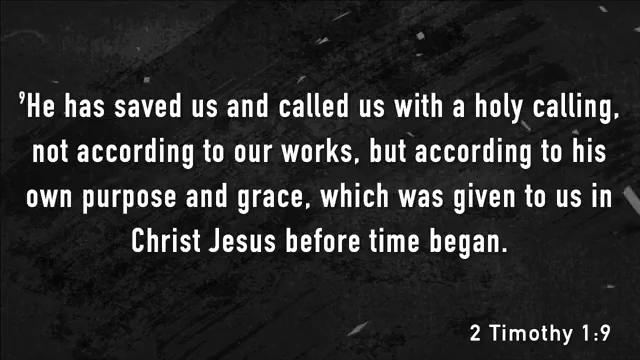 ⁹He has saved us and called us with a holy calling,
not according to our works, but according to his
own purpose and grace, which was given to us in
Christ Jesus before time began.
2 Timothy 1:9